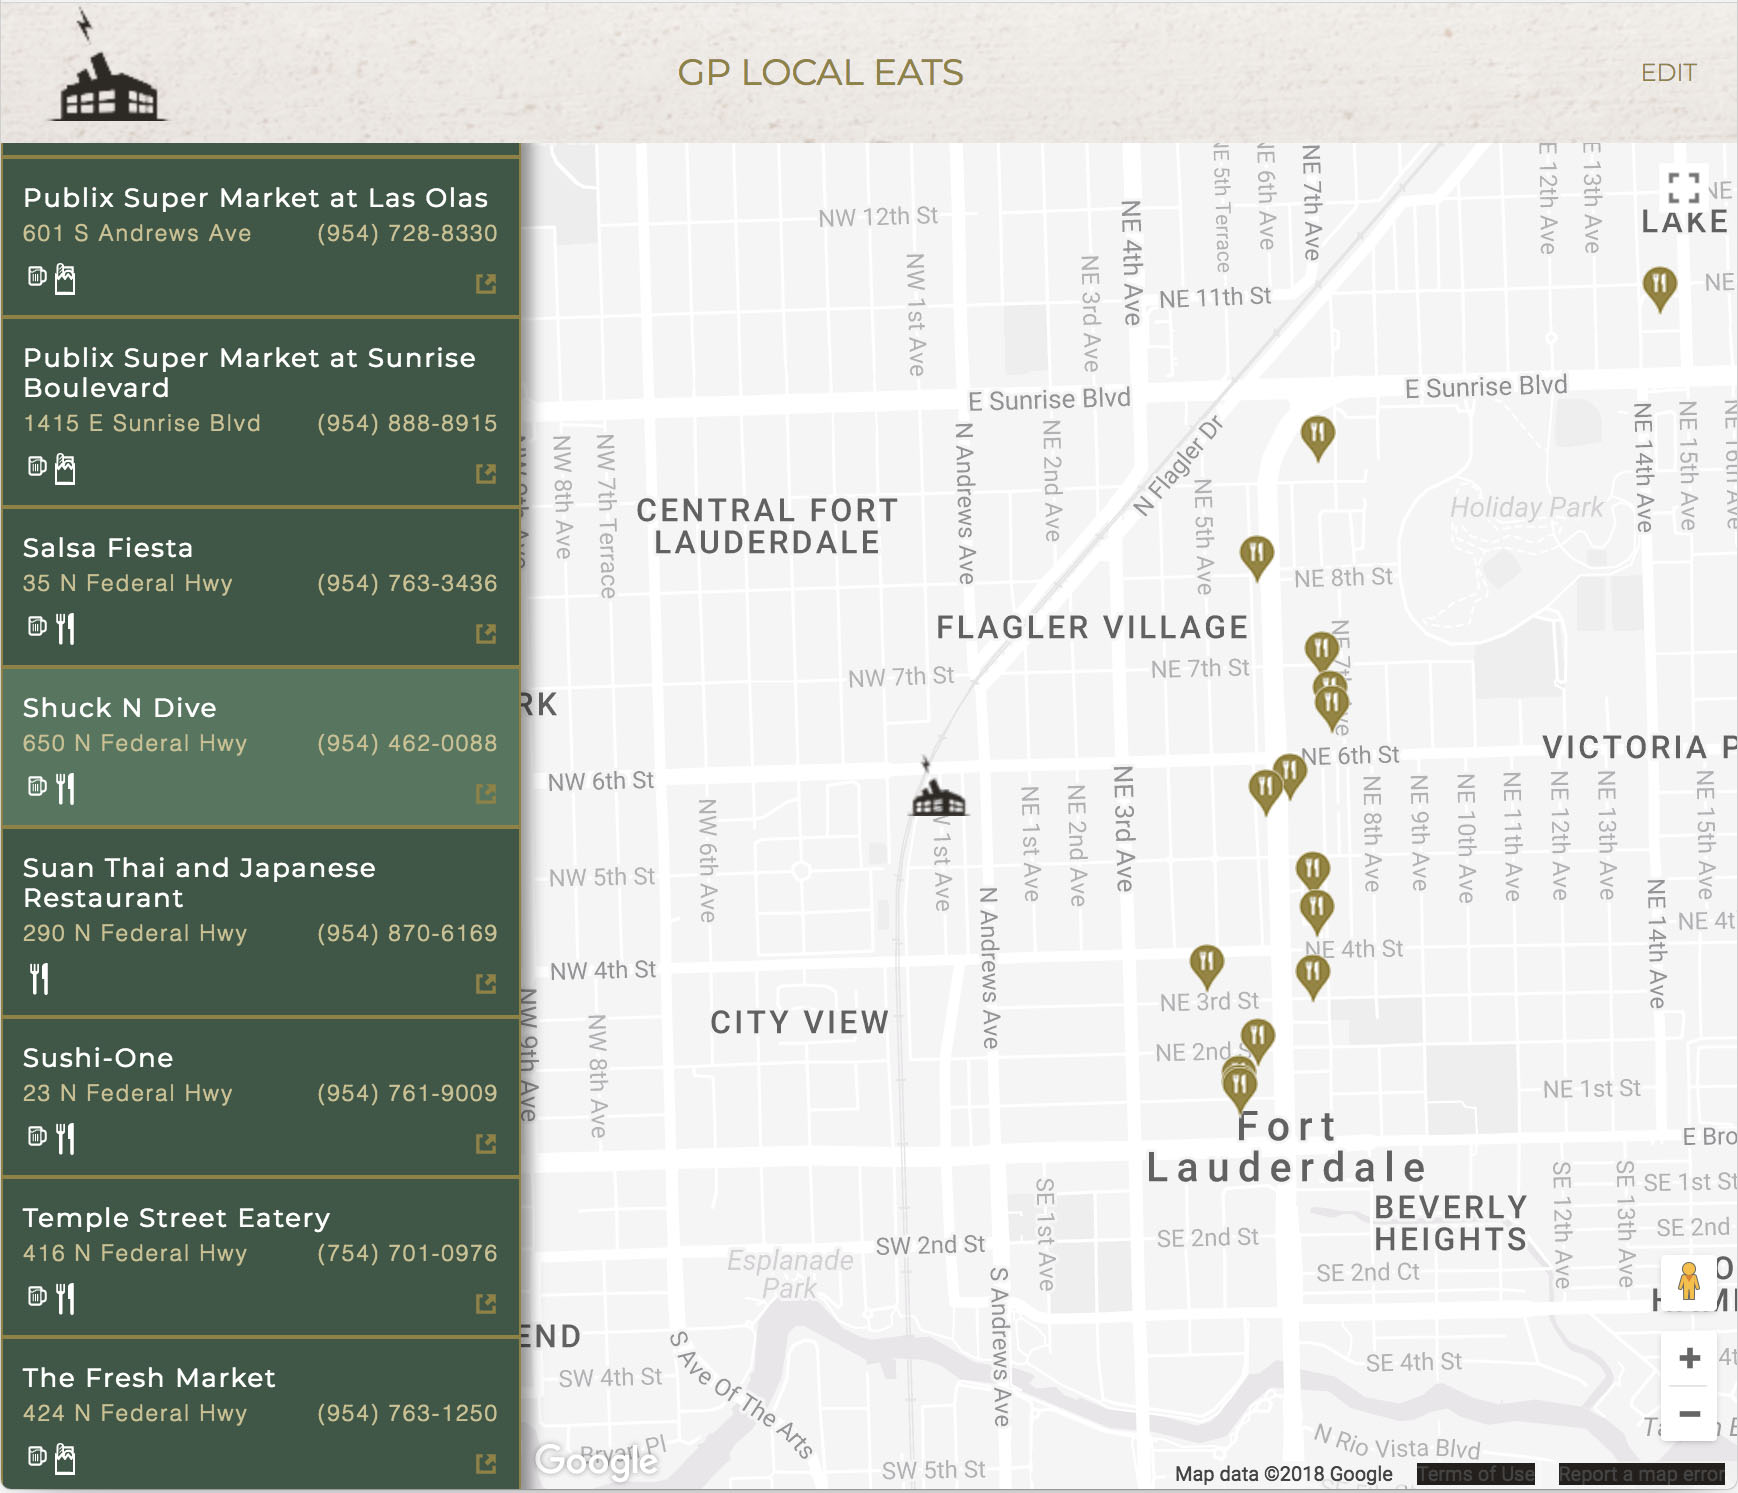 GP LOCAL EATS
EDIT
Publix Super Market at Las Olas
601 S Andrews Ave (954) 728-8330
Publix Super Market at Sunrise
Boulevard
1415 E Sunrise Blvd (954) 888-8915
Salsa Fiesta
35 N Federal Hwy (954) 763-3436
Shuck N Dive
650 N Federal Hwy (954) 462-0088
Suan Thai and Japanese
Restaurant
290 N Federal Hwy (954) 870-6169
Sushi-One
23 N Federal Hwy (954) 761-9009
Temple Street Eatery
416 N Federal Hwy (754) 701-0976
The Fresh Market
424 N Federal Hwy (954) 763-1250
NW 12th St
NW 1st Ave
NE 4th Ave
NE 3rd Ave
NE 5th Terrace
NE 6th Ave
NE 7th Ave
E 12th Ave
E 13th Ave
NE
LAKE
NE
NE 11th St
E Sunrise Blvd
E Sunrise Blvd
N Flagler Dr
NW 8th Ave
NW 7th Terrace
N Andrews Ave
NE 2nd Ave
NE 5th Ave
NE 14th Ave
NE 15th Ave
CENTRAL FORT
LAUDERDALE
Holiday Park
NE 8th St
FLAGLER VILLAGE
NW 7th St
NE 7th St
RK
NE 6th St
VICTORIA P
NW 6th St
NW 6th Ave
W 1st Ave
NE 1st Ave
NE 2nd Ave
NE 3rd Ave
NE 8th Ave
NE 9th Ave
NE 10th Ave
NE 11th Ave
NE 12th Ave
NE 13th Ave
NE 15th Ave
NW 5th St
N Andrews Ave
NE 14th Ave
NE 4t
NE 4th St
NW 4th St
NE 3rd St
CITY VIEW
NW 9th Ave
NW 8th Ave
NE 2nd S
NE 1st St
Fort
Lauderdale
E Bro
SE 1st Ave
SE 12th Ave
SE 13th Ave
SE 1st St
BEVERLY
HEIGHTS
SE 2nd
SW 2nd St
SE 2nd St
Esplanade
Park
SE 2nd Ct
S Andrews Ave
END
S Ave Of The Arts
SW 4th St
SE 4th St
4t
N Rio Vista Blvd
Bryan Pl
Google
SW 5th St
Map data ©2018 Google
Terms of Use
Report a map error